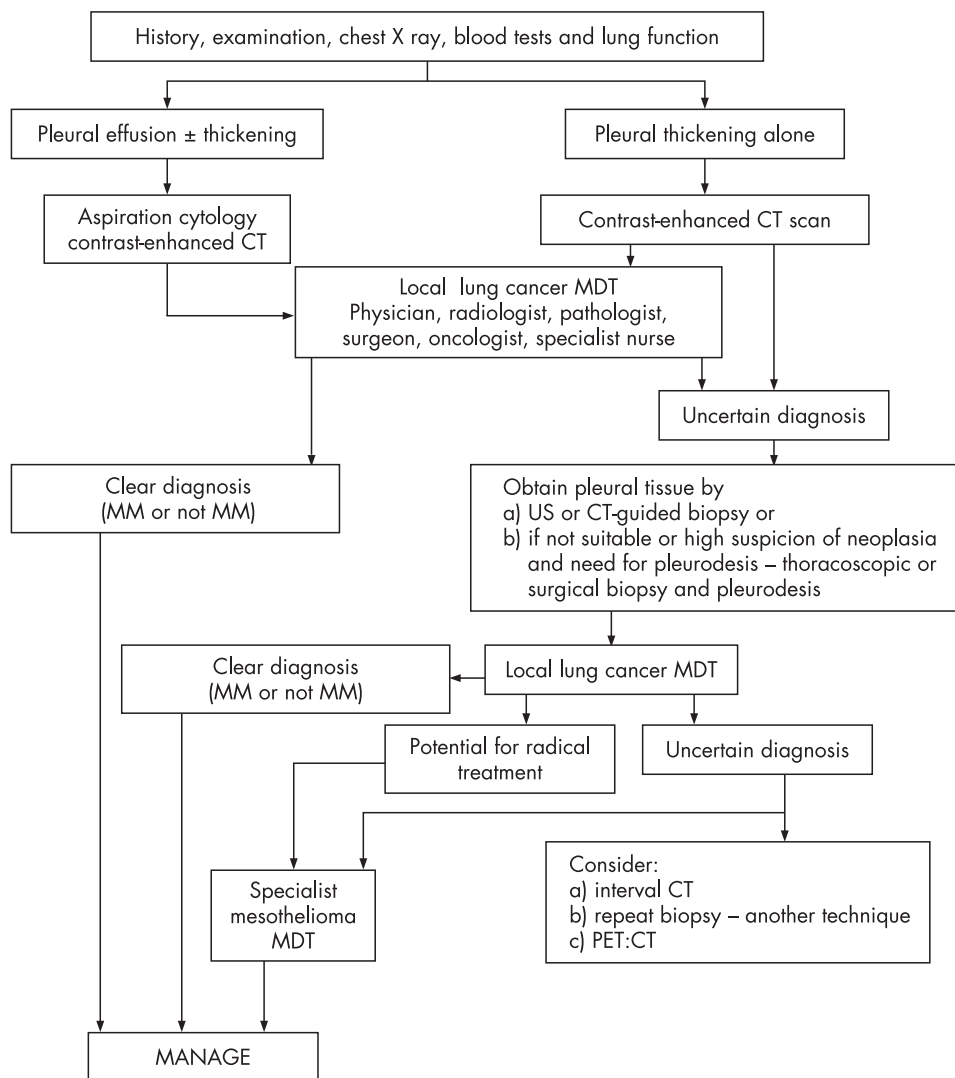 History, examination, chest X ray, blood tests and lung function
Pleural effusion ± thickening
Pleural thickening alone
Aspiration cytology
contrast-enhanced CT
Contrast-enhanced CT scan
Local lung cancer MDT
Physician, radiologist, pathologist,
surgeon, oncologist, specialist nurse
Uncertain diagnosis
Clear diagnosis
(MM or not MM)
Obtain pleural tissue by
a) US or CT-guided biopsy or
b) if not suitable or high suspicion of neoplasia
and need for pleurodesis – thoracoscopic or
surgical biopsy and pleurodesis
Clear diagnosis
(MM or not MM)
Local lung cancer MDT
Potential for radical
treatment
Uncertain diagnosis
Specialist
mesothelioma
MDT
Consider:
a) interval CT
b) repeat biopsy – another technique
c) PET:CT
MANAGE